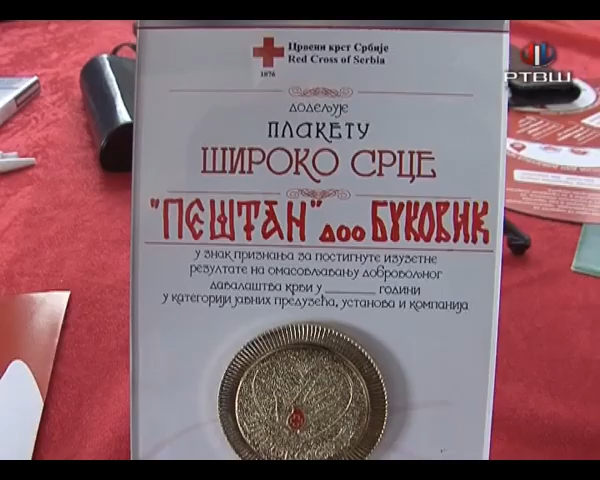 Црвени крст Србије
Red Cross of Serbia
1876
додељује
ПЛАКЕТУ
ШИРОКО СРЦЕ
"ПЕШТАН" доо БУКОВИК
у знак признања за постигнуте изузетне
резултате на омасовљавању добровољног
давалаштва крви у ________ години
у категорији јавних предузећа, установа и компанија
РТВШ